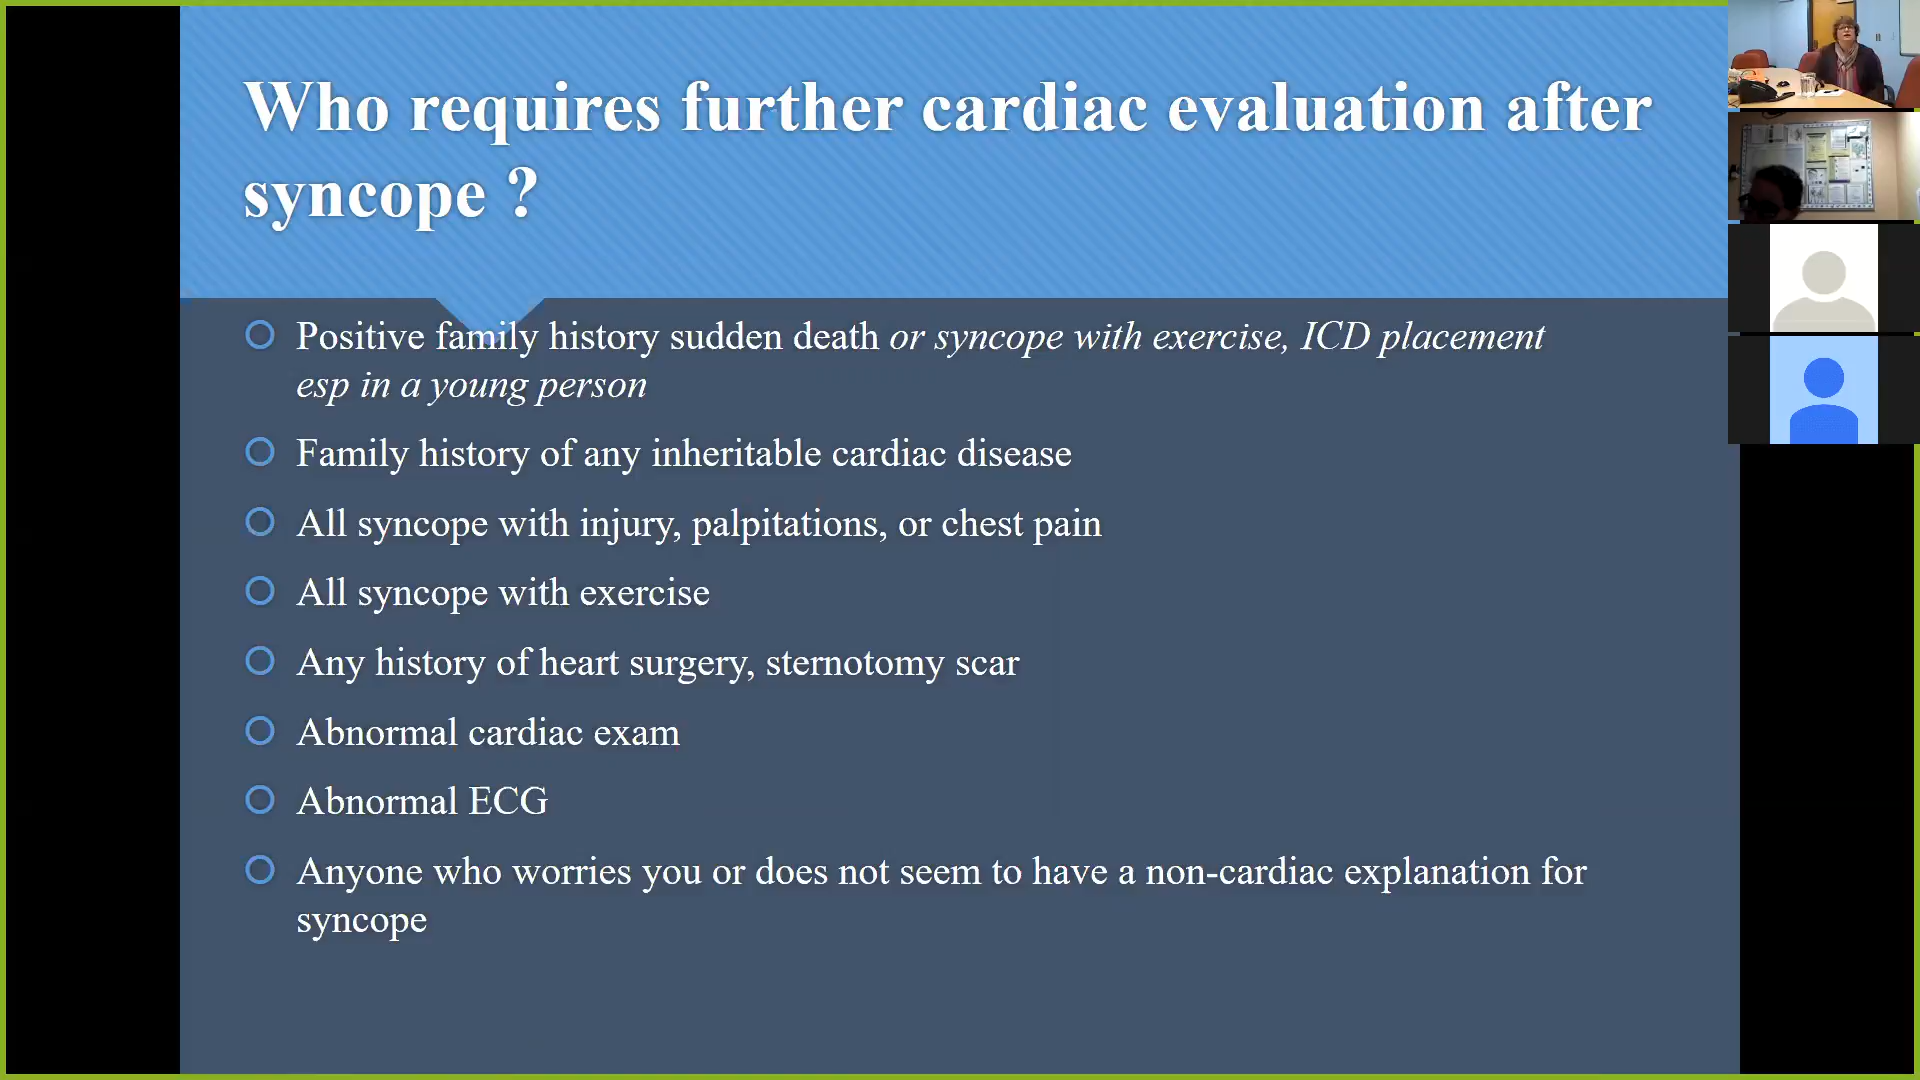 Who requires further cardiac evaluation after
syncope ?
Positive family history sudden death or syncope with exercise, ICD placement
esp in a young person
Family history of any inheritable cardiac disease
All syncope with injury, palpitations, or chest pain
All syncope with exercise
Any history of heart surgery, sternotomy scar
Abnormal cardiac exam
Abnormal ECG
Anyone who worries you or does not seem to have a non-cardiac explanation for
syncope